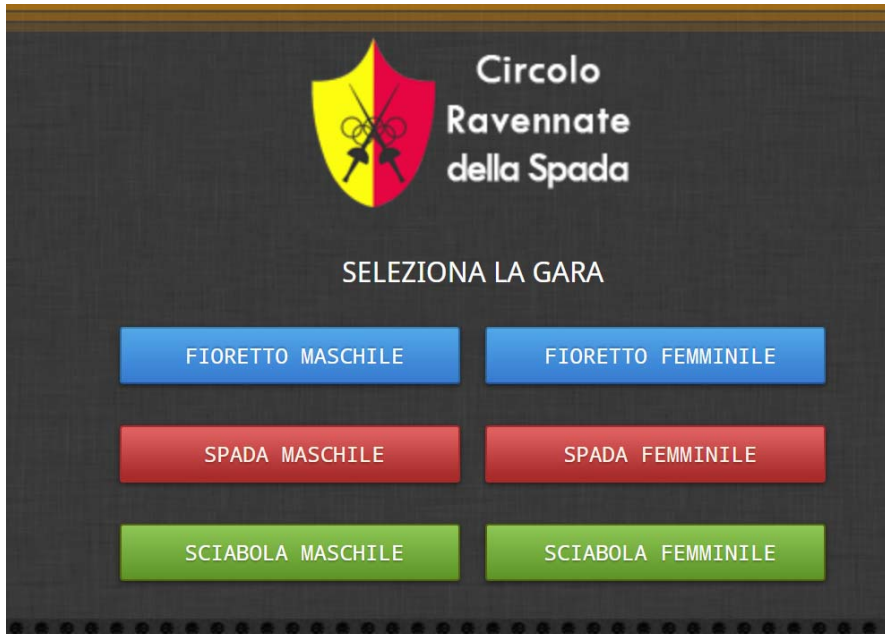 Circolo
Ravennate
della Spada
SELEZIONA LA GARA
FIORETTO MASCHILE
FIORETTO FEMMINILE
SPADA MASCHILE
SPADA FEMMINILE
SCIABOLA MASCHILE
SCIABOLA FEMMINILE